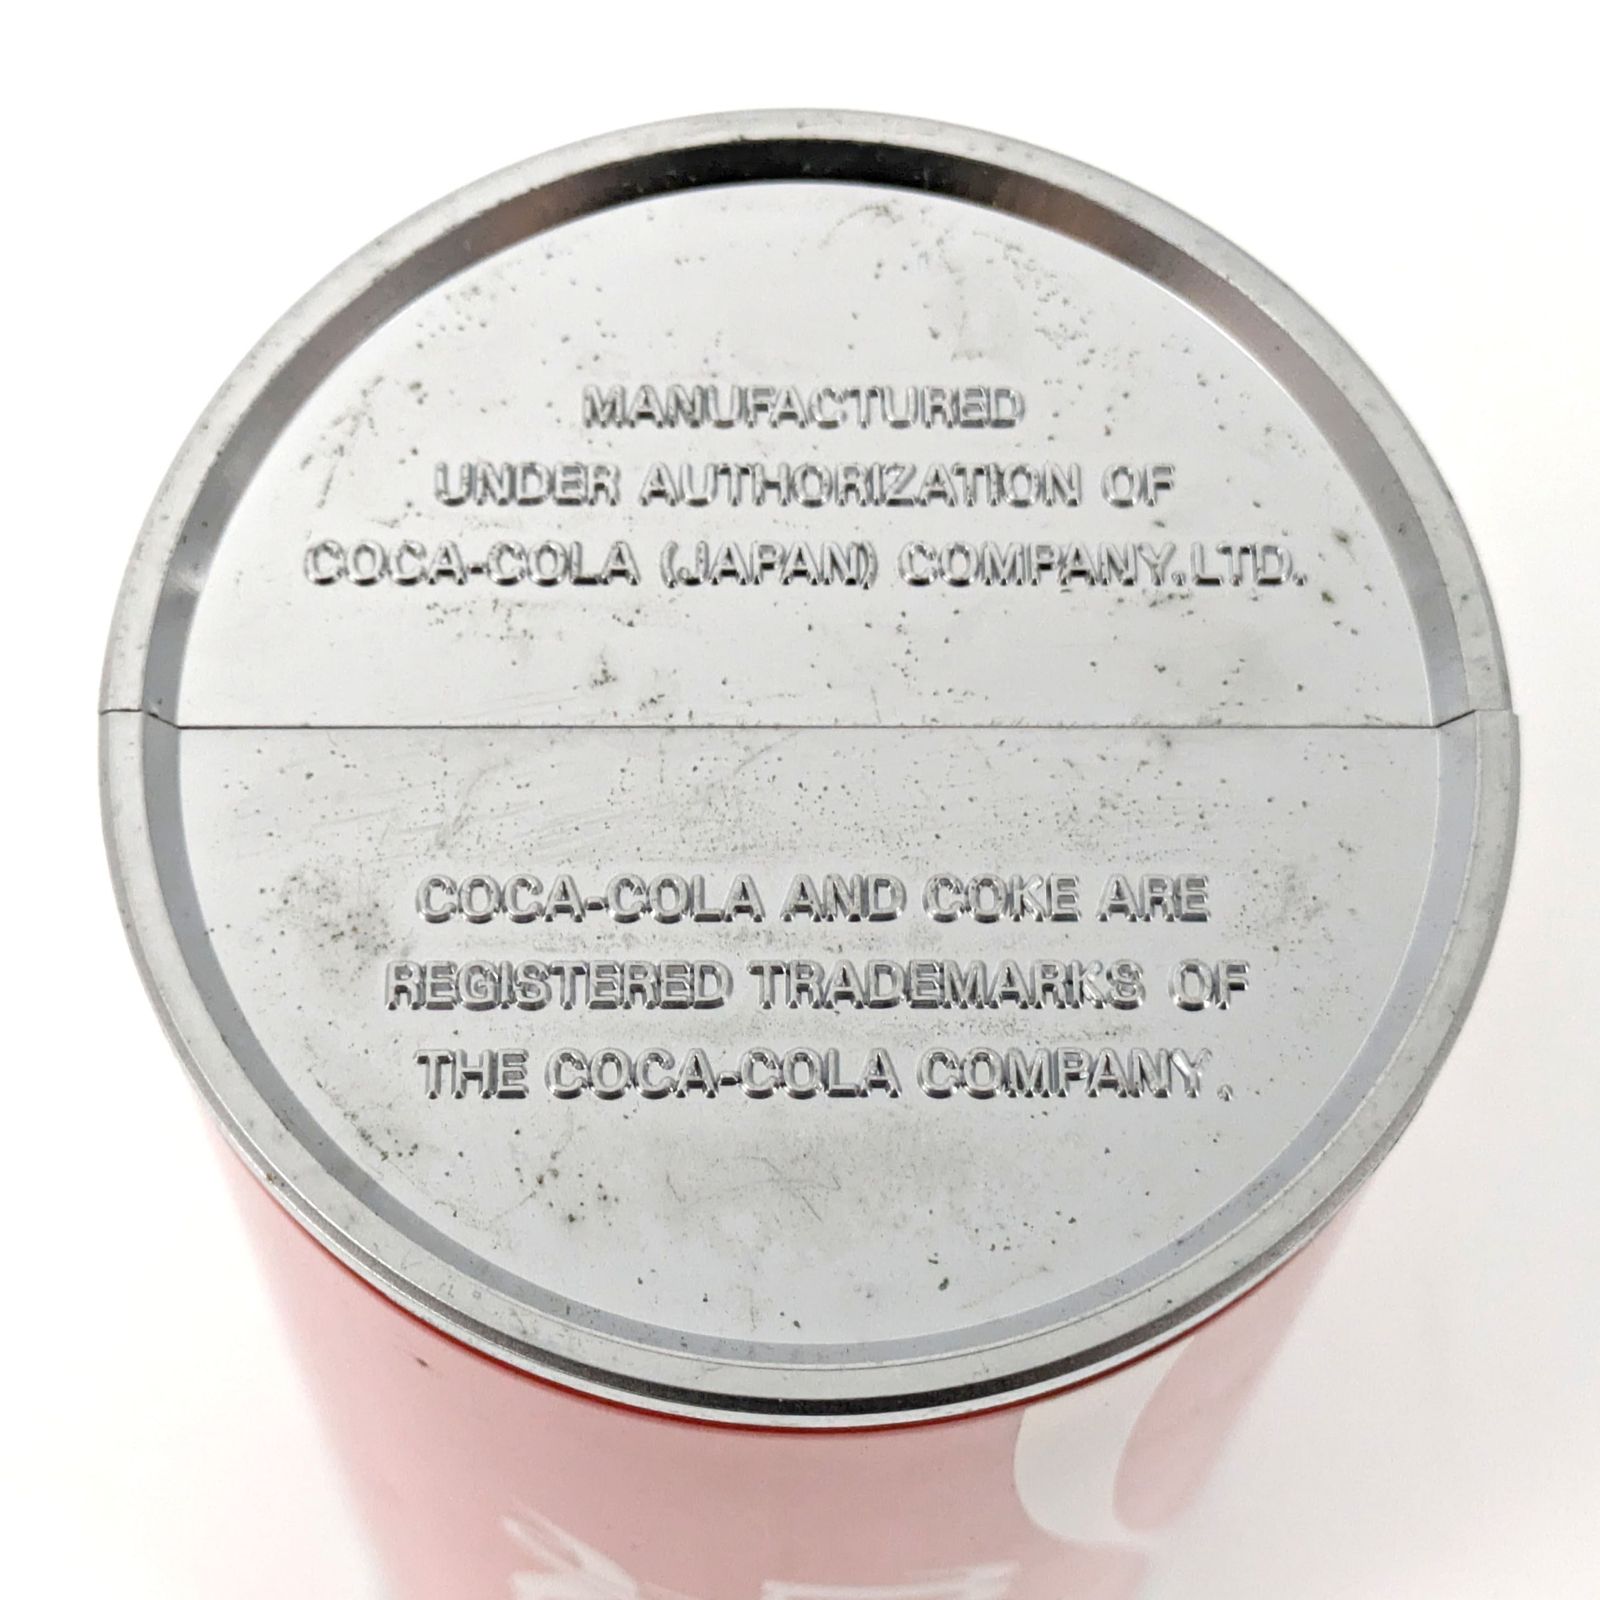 MANUFACTURED
UNDER AUTHORIZATION OF
COCA-COLA (JAPAN) COMPANY.LTD.
COCA-COLA AND COKE ARE
REGISTERED TRADEMARKS OF
THE COCA-COLA COMPANY.